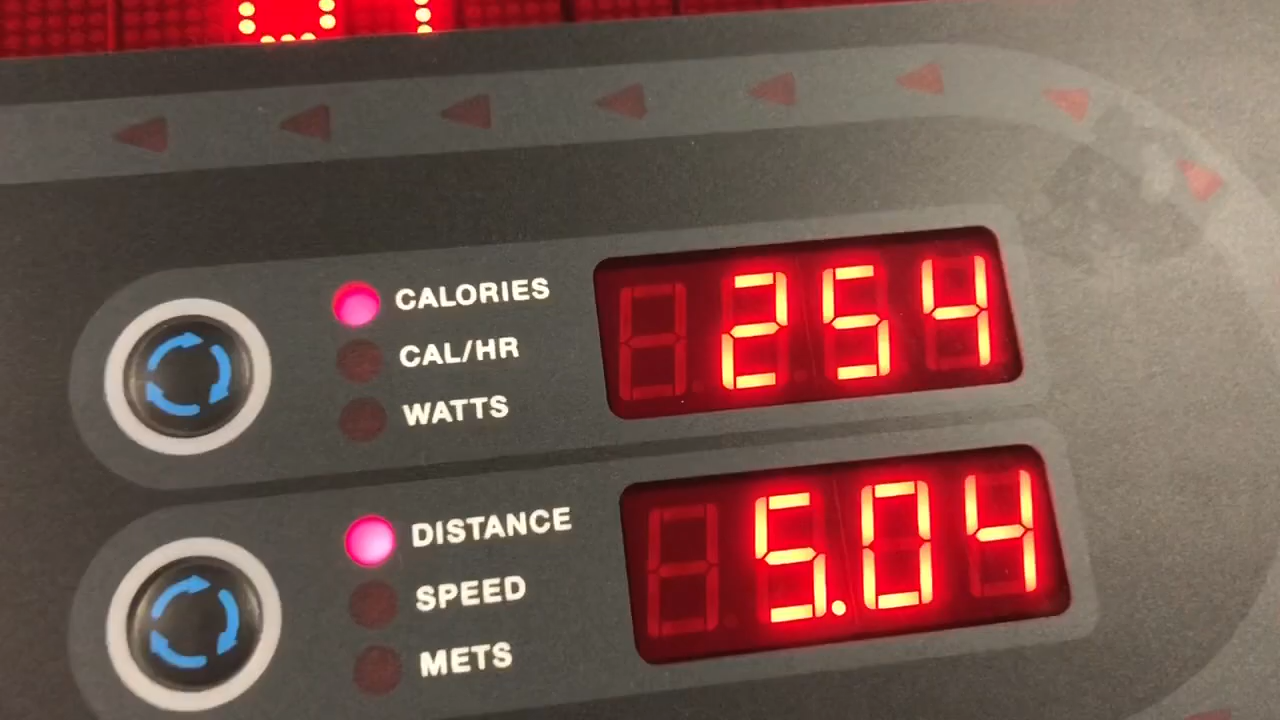 CALORIES
CAL/HR
WATTS
254
DISTANCE
SPEED
METS
5.04